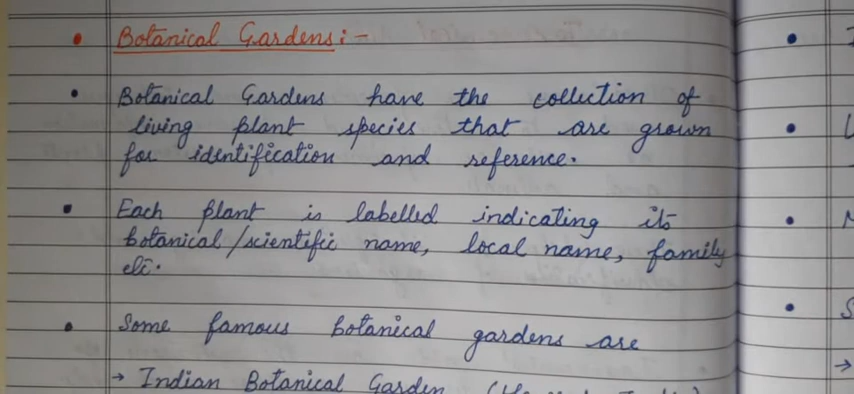 • Botanical Gardens:-
• Botanical Gardens have the collection of
living plant species that are grown
for identification and reference.
• Each plant is labelled indicating its
botanical/scientific name, local name, family
etc.
• Some famous botanical gardens are
→ Indian Botanical Garden